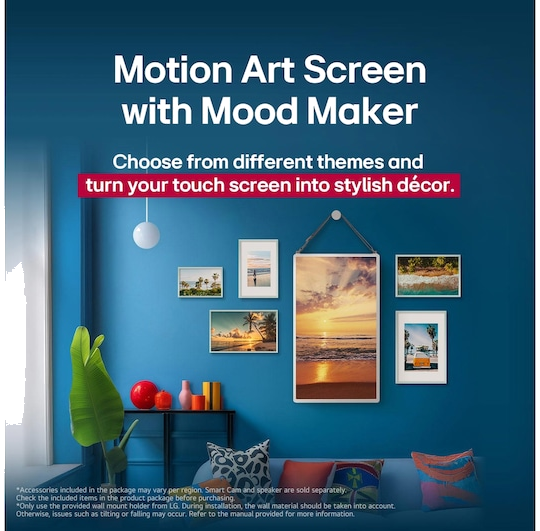 Motion Art Screen
with Mood Maker
Choose from different themes and
turn your touch screen into stylish décor.
*Accessories included in the package may vary per region. Smart Cam and speaker are sold separately.
Check the included items in the product package before purchasing.
*Only use the provided wall mount holder from LG. During installation, the wall material should be taken into account.
Otherwise, issues such as tilting or falling may occur. Refer to the manual provided for more information.